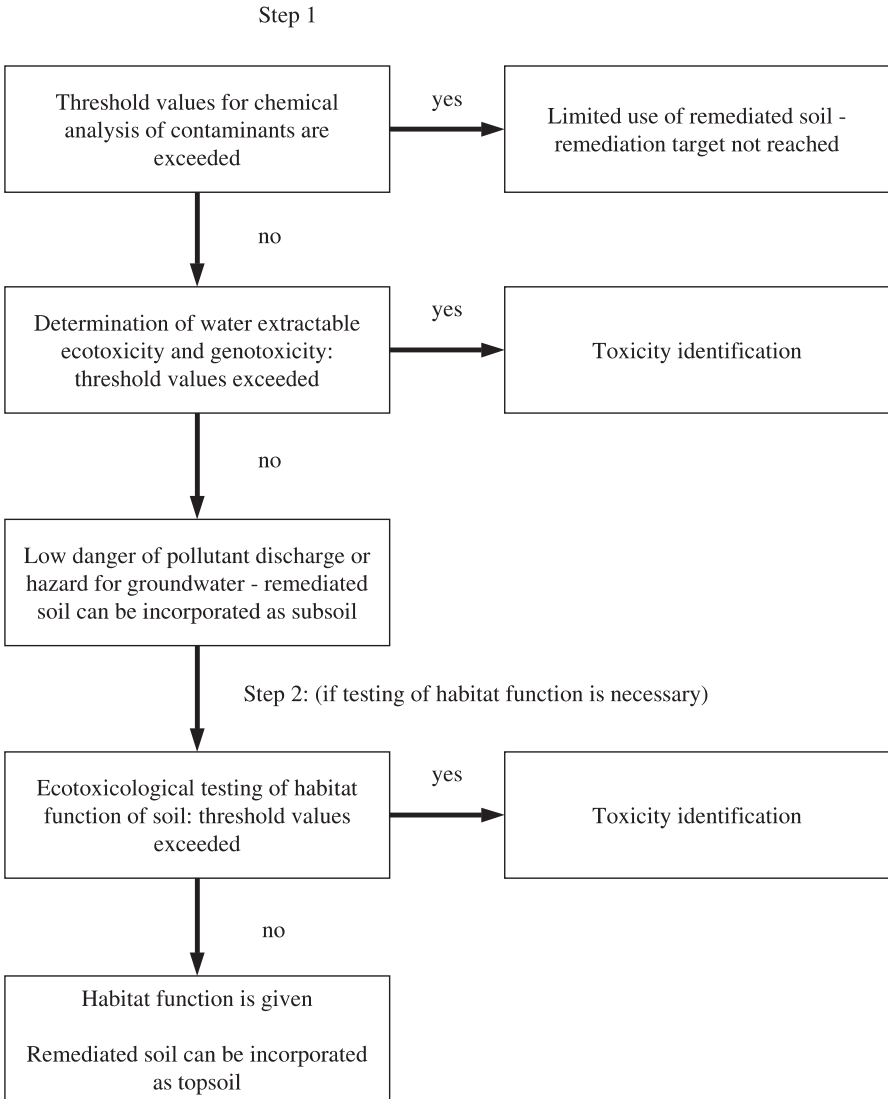 Step 1
Threshold values for chemical
analysis of contaminants are
exceeded
yes
Limited use of remediated soil -
remediation target not reached
no
Determination of water extractable
ecotoxicity and genotoxicity:
threshold values exceeded
yes
Toxicity identification
no
Low danger of pollutant discharge or
hazard for groundwater - remediated
soil can be incorporated as subsoil
Step 2: (if testing of habitat function is necessary)
Ecotoxicological testing of habitat
function of soil: threshold values
exceeded
yes
Toxicity identification
no
Habitat function is given
Remediated soil can be incorporated
as topsoil